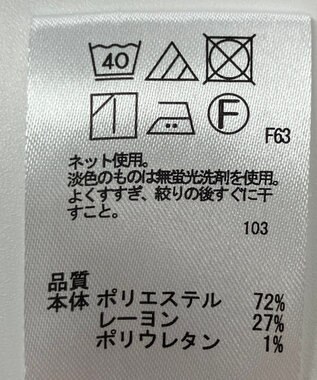 40
F
F63
ネット使用。
淡色のものは無蛍光洗剤を使用。
よくすすぎ、絞りの後すぐに干
すこと。
103
品質
本体 ポリエステル 72%
レーヨン 27%
ポリウレタン 1%